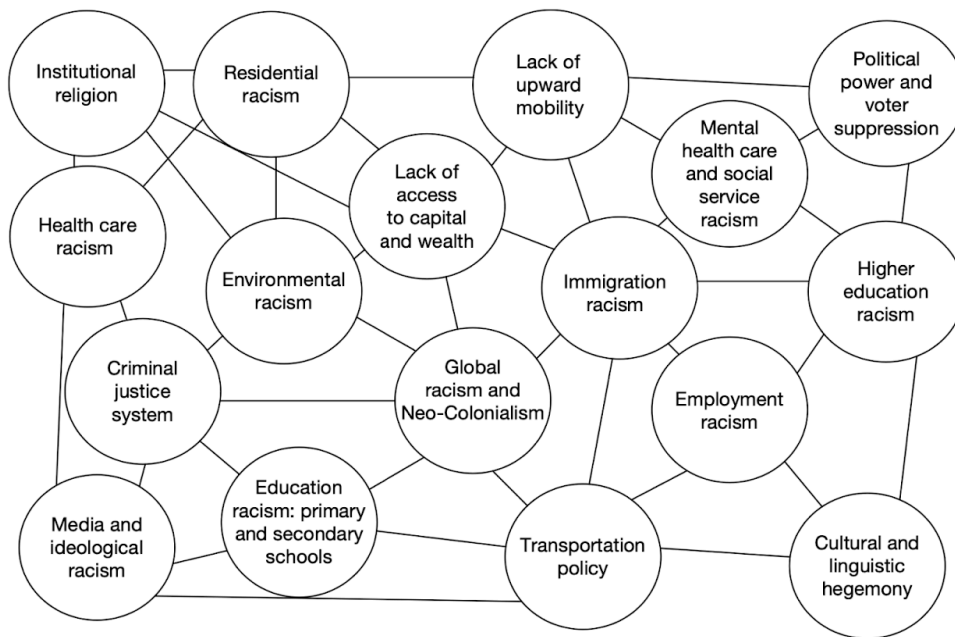 Institutional
religion
Residential
racism
Lack of
upward
mobility
Political
power and
voter
suppression
Mental
health care
and social
service
racism
Lack of
access
to capital
and wealth
Health care
racism
Environmental
racism
Immigration
racism
Higher
education
racism
Criminal
justice
system
Global
racism and
Neo-Colonialism
Employment
racism
Media and
ideological
racism
Education
racism: primary
and secondary
schools
Transportation
policy
Cultural and
linguistic
hegemony